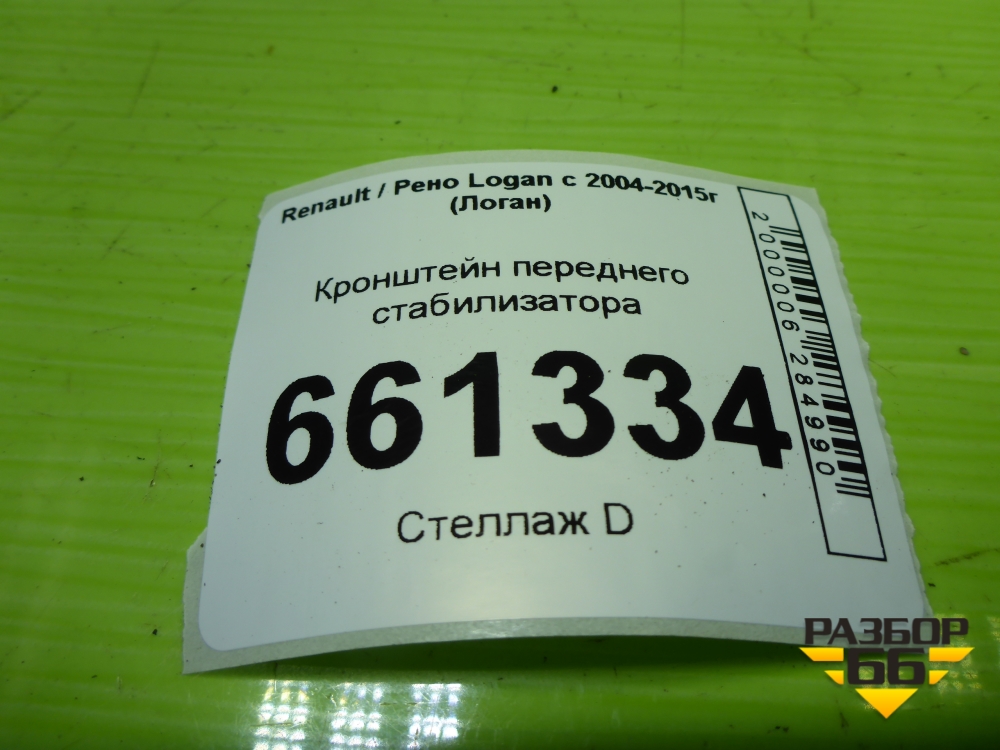 Renault / Рено Logan с 2004-2015г
(Логан)
Кронштейн переднего
стабилизатора
661334
Стеллаж D
2000006284990
РАЗБОР
66